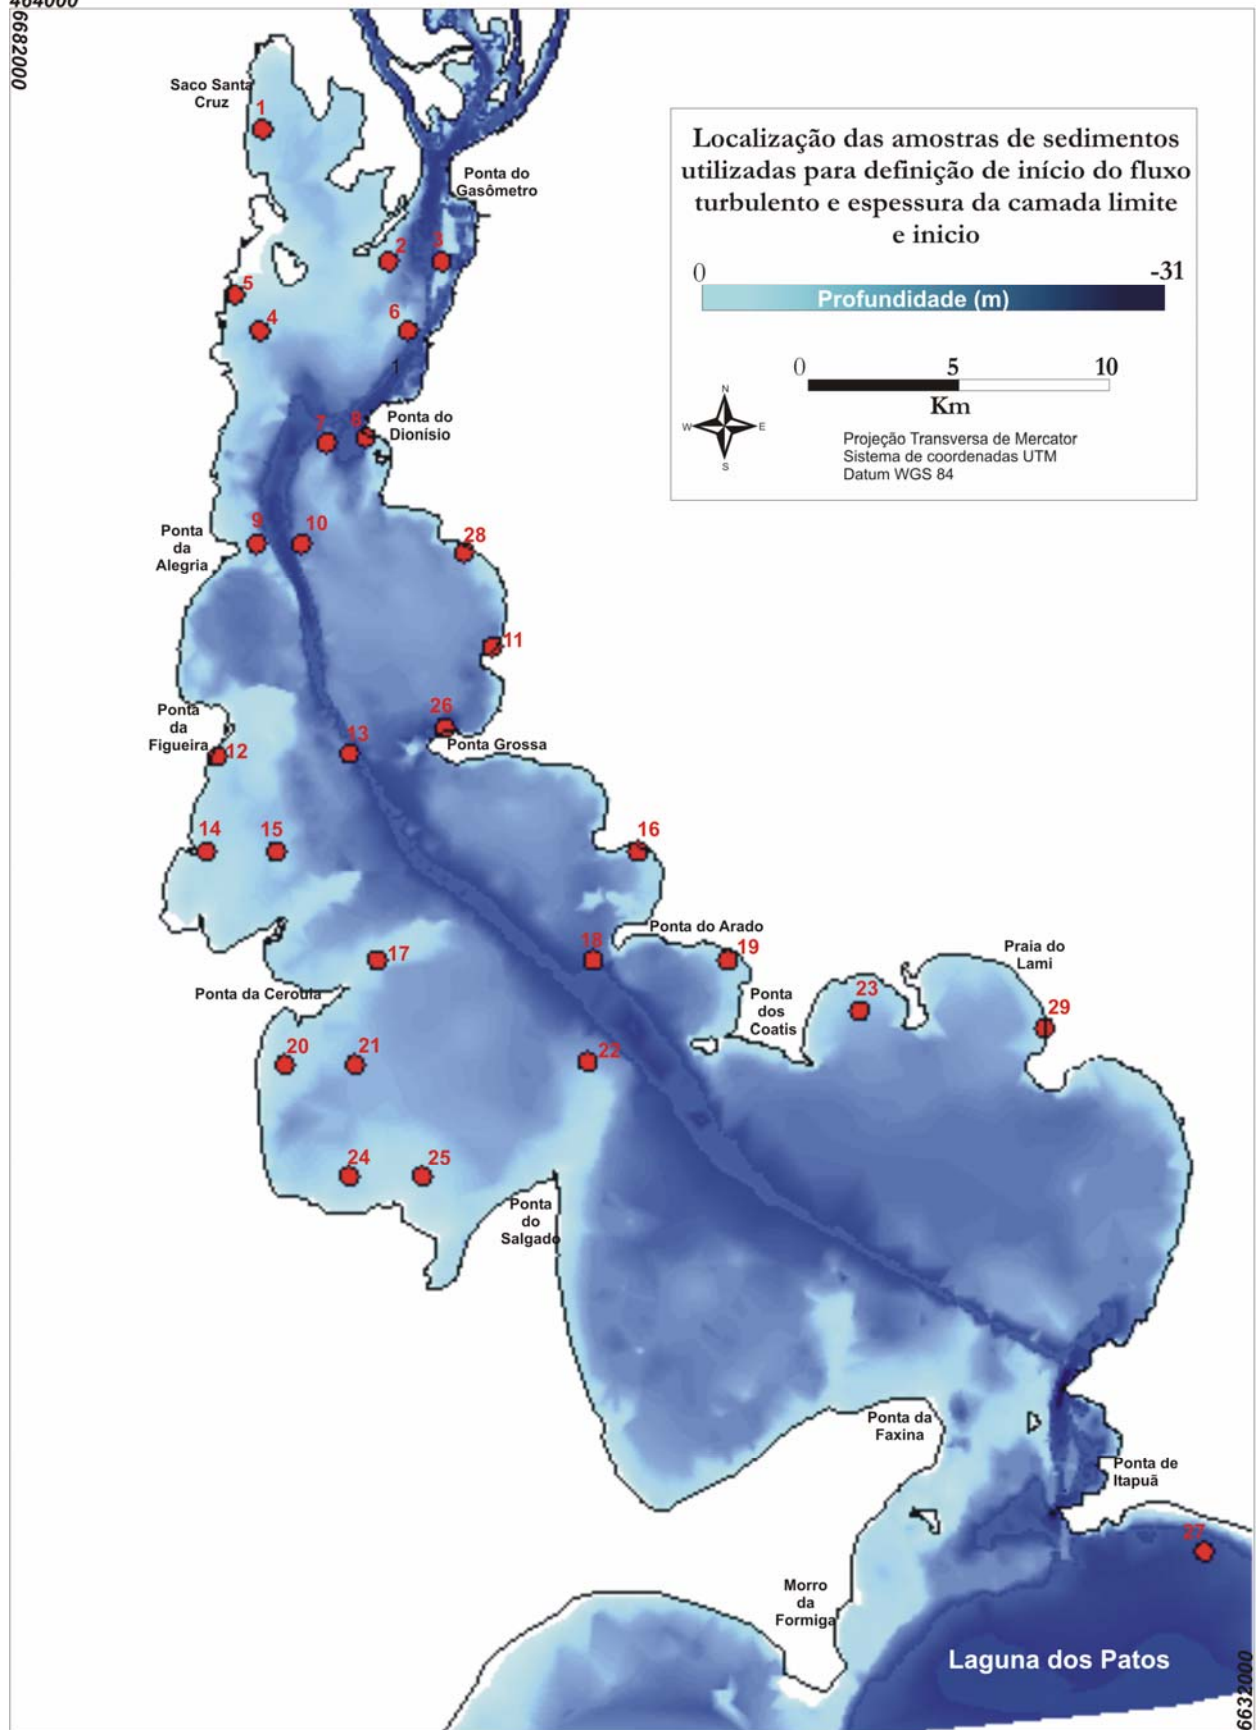 464000
6682000
Saco Santa
Cruz
1
Ponta do
Gasômetro
Localização das amostras de sedimentos
utilizadas para definição de início do fluxo
turbulento e espessura da camada limite
e inicio
0
-31
Profundidade (m)
0
5
10
Km
N
W
E
S
Projeção Transversa de Mercator
Sistema de coordenadas UTM
Datum WGS 84
2
3
5
4
6
1
7
8
Ponta do
Dionísio
9
10
28
Ponta
da
Alegria
11
26
Ponta
da
Figueira
12
13
Ponta Grossa
14
15
16
Ponta do Arado
17
18
19
Praia do
Lami
Ponta da Ceroula
Ponta
dos
Coatis
23
29
20
21
22
24
25
Ponta
do
Salgado
Ponta da
Faxina
Ponta de
Itapuã
27
Morro
da
Formiga
Laguna dos Patos
6632000